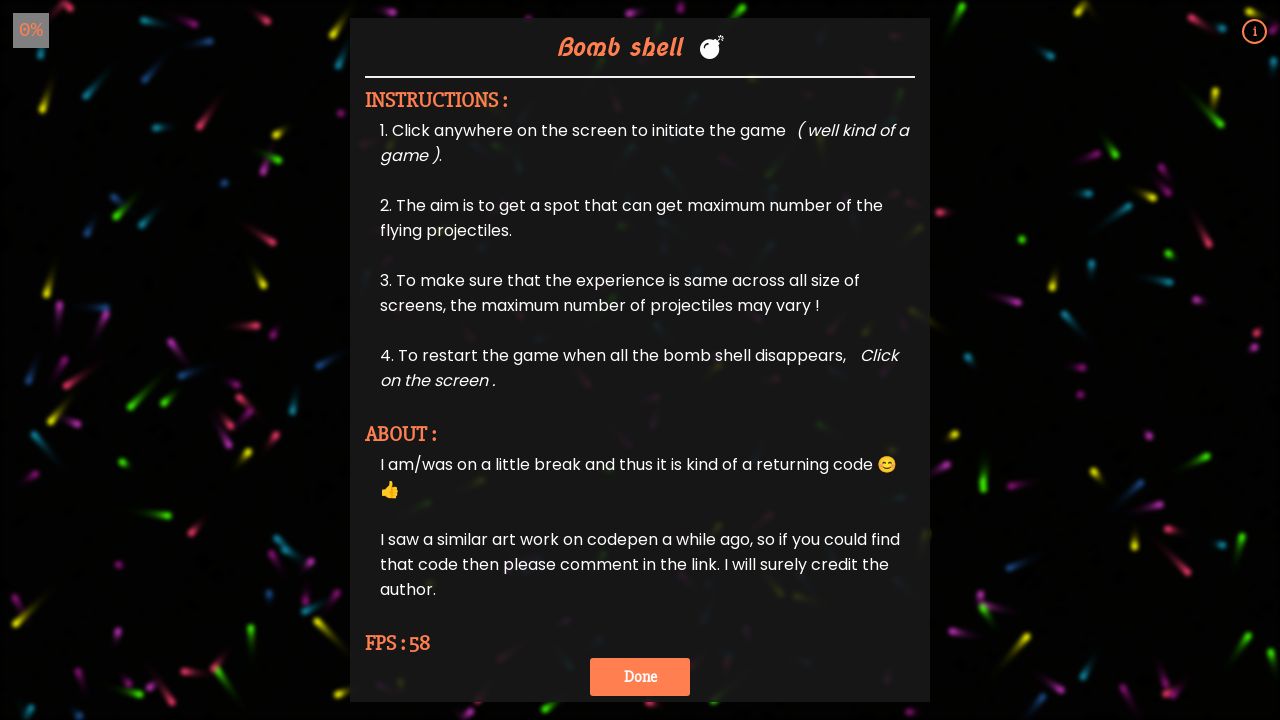 0%
Bomb shell 💣
i
INSTRUCTIONS :
1. Click anywhere on the screen to initiate the game ( well kind of a
game ).
2. The aim is to get a spot that can get maximum number of the
flying projectiles.
3. To make sure that the experience is same across all size of
screens, the maximum number of projectiles may vary !
4. To restart the game when all the bomb shell disappears, Click
on the screen .
ABOUT :
I am/was on a little break and thus it is kind of a returning code 😊
👍
I saw a similar art work on codepen a while ago, so if you could find
that code then please comment in the link. I will surely credit the
author.
FPS : 58
Done